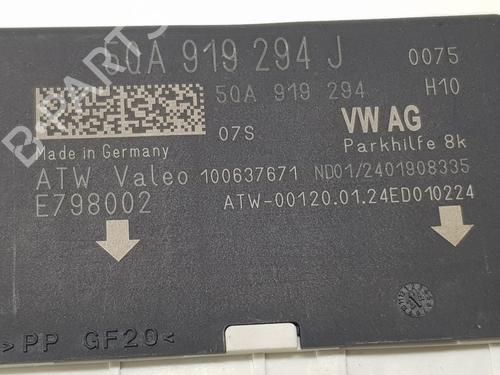 5QA 919 294 J 0075
5QA 919 294 H10
07S VW AG
Made in Germany Parkhilfe 8k
ATW Valeo 100637671 ND01/2401908335
E798002 ATW-00120.01.24ED010224
>PP GF20<
B-PARTS